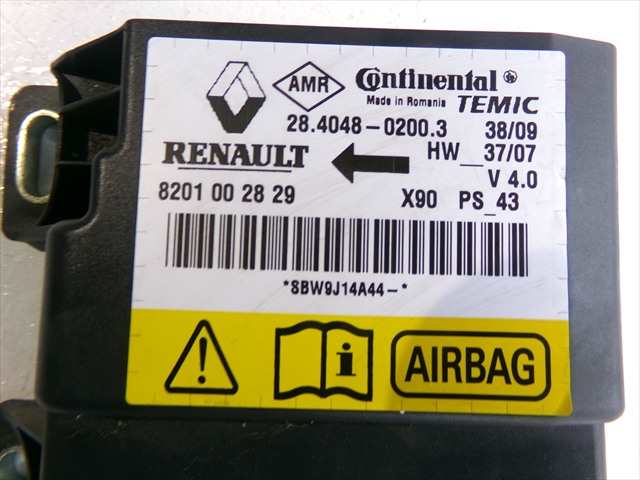 AMR Continental
Made in Romania TEMIC
28.4048-0200.3 38/09
RENAULT HW_37/07
V 4.0
8201 00 28 29 X90 PS_43
*SBW9J14A44-*
! i AIRBAG